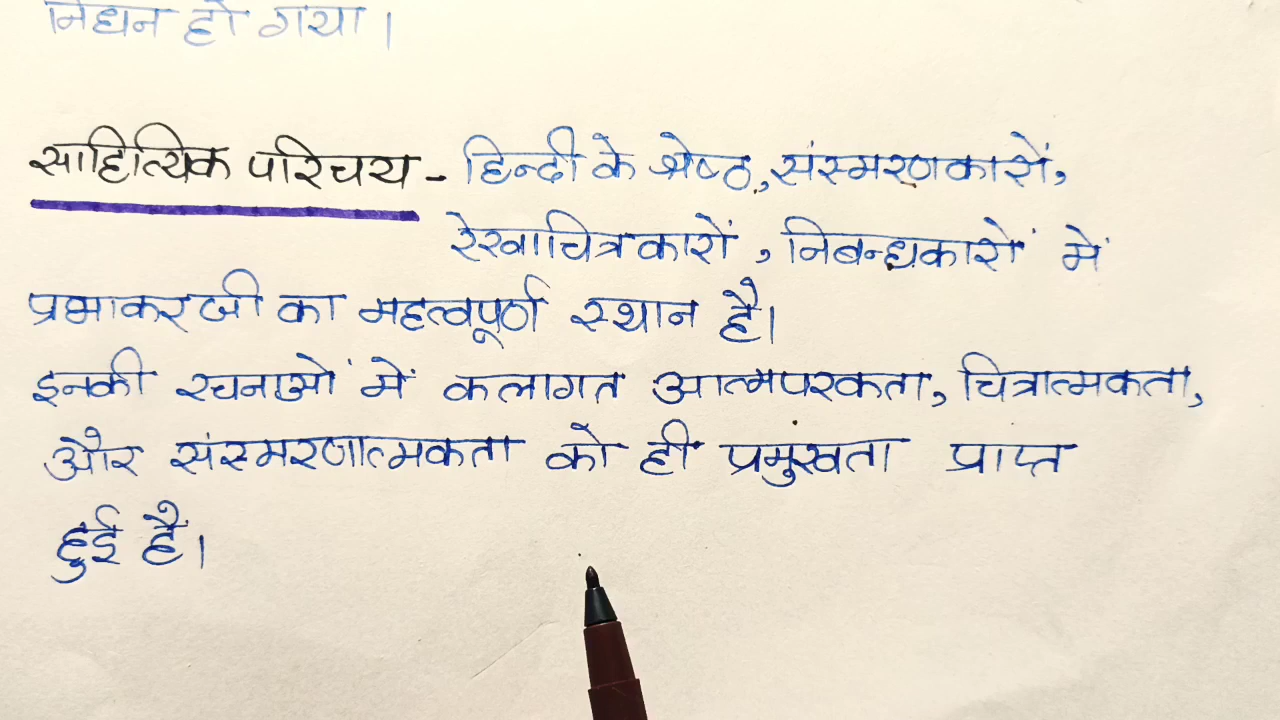 निधन हो गया।
साहित्यिक परिचय - हिन्दी के श्रेष्ठ, संस्मरणकारों,
रेखाचित्रकारों, निबन्धकारों में
प्रभाकर जी का महत्वपूर्ण स्थान है।
इनकी रचनाओं में कलागत आत्मपरकता, चित्रात्मकता,
और संस्मरणात्मकता को ही प्रमुखता प्राप्त
हुई है।